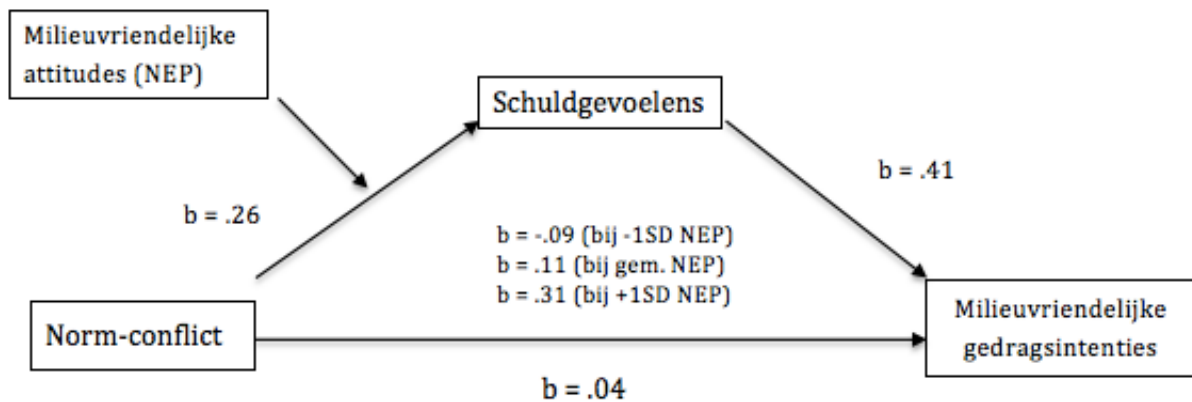 Milieuvriendelijke
attitudes (NEP)
Schuldgevoelens
b = .41
b = .26
b = -.09 (bij -1SD NEP)
b = .11 (bij gem. NEP)
b = .31 (bij +1SD NEP)
Norm-conflict
Milieuvriendelijke
gedragsintenties
b = .04